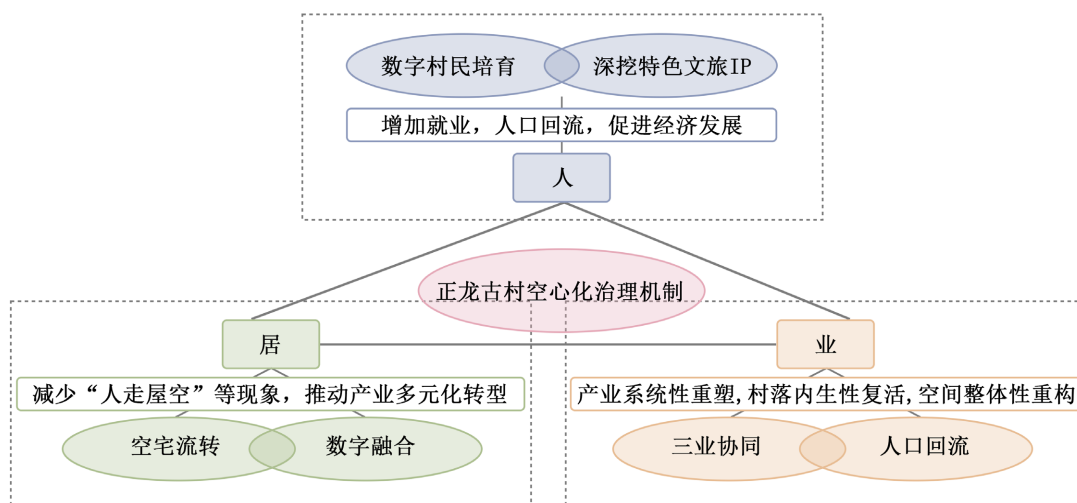 数字村民培育
深挖特色文旅IP
增加就业，人口回流，促进经济发展
人
正龙古村空心化治理机制
居
业
减少“人走屋空”等现象，推动产业多元化转型
产业系统性重塑,村落内生性复活,空间整体性重构
空宅流转
数字融合
三业协同
人口回流